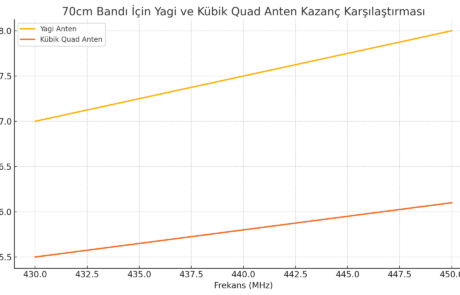 70cm Bandı İçin Yagi ve Kübik Quad Anten Kazanç Karşılaştırması
Yagi Anten
Kübik Quad Anten
8.0
7.5
7.0
6.5
6.0
5.5
430.0 432.5 435.0 437.5 440.0 442.5 445.0 447.5 450.0
Frekans (MHz)